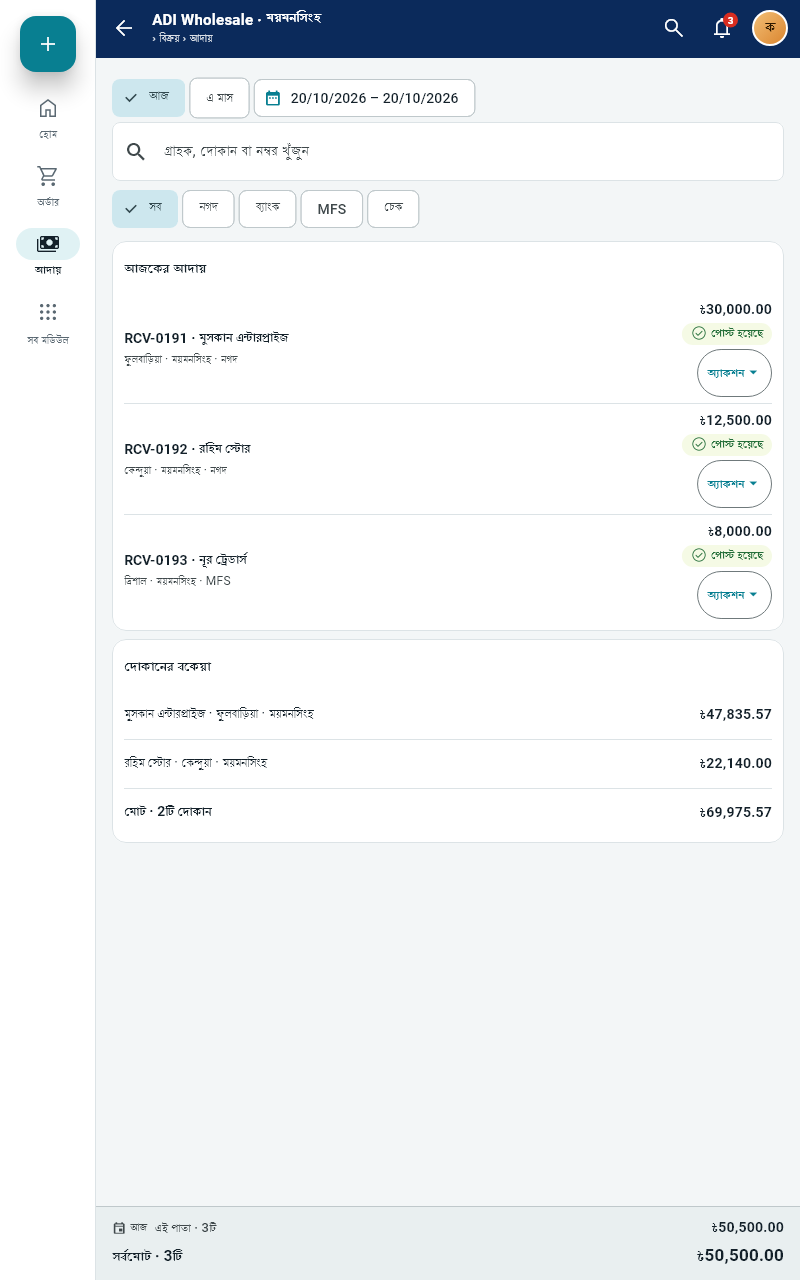 ADI Wholesale · ময়মনসিংহ
› বিক্রয় › আদায়
3
ক
+
হোম
অর্ডার
আদায়
সব মডিউল
আজ
এ মাস
20/10/2026 – 20/10/2026
গ্রাহক, দোকান বা নম্বর খুঁজুন
সব
নগদ
ব্যাংক
MFS
চেক
আজকের আদায়
৳30,000.00
RCV-0191 · মুসকান এন্টারপ্রাইজ
পোস্ট হয়েছে
ফুলবাড়িয়া · ময়মনসিংহ · নগদ
অ্যাকশন
৳12,500.00
RCV-0192 · রহিম স্টোর
পোস্ট হয়েছে
কেন্দুয়া · ময়মনসিংহ · নগদ
অ্যাকশন
৳8,000.00
RCV-0193 · নূর ট্রেডার্স
পোস্ট হয়েছে
ত্রিশাল · ময়মনসিংহ · MFS
অ্যাকশন
দোকানের বকেয়া
মুসকান এন্টারপ্রাইজ · ফুলবাড়িয়া · ময়মনসিংহ ৳47,835.57
রহিম স্টোর · কেন্দুয়া · ময়মনসিংহ ৳22,140.00
মোট · 2টি দোকান ৳69,975.57
আজ এই পাতা · 3টি ৳50,500.00
সর্বমোট · 3টি ৳50,500.00